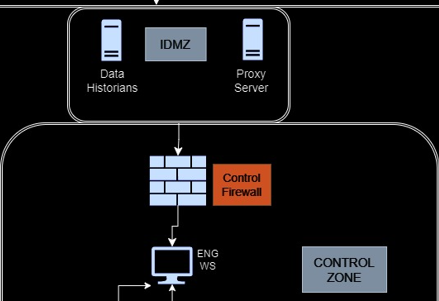 IDMZ
Data
Historians
Proxy
Server
Control
Firewall
ENG
WS
CONTROL
ZONE